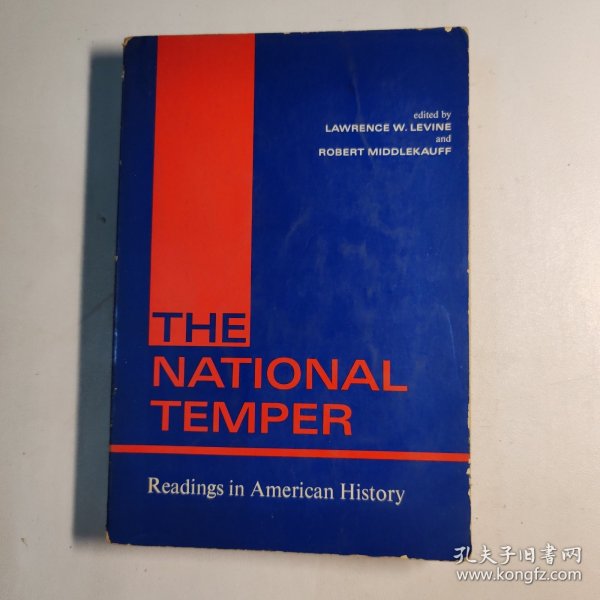 edited by
LAWRENCE W. LEVINE
and
ROBERT MIDDLEKAUFF
THE
NATIONAL
TEMPER
Readings in American History
孔夫子旧书网
www.kongfz.com